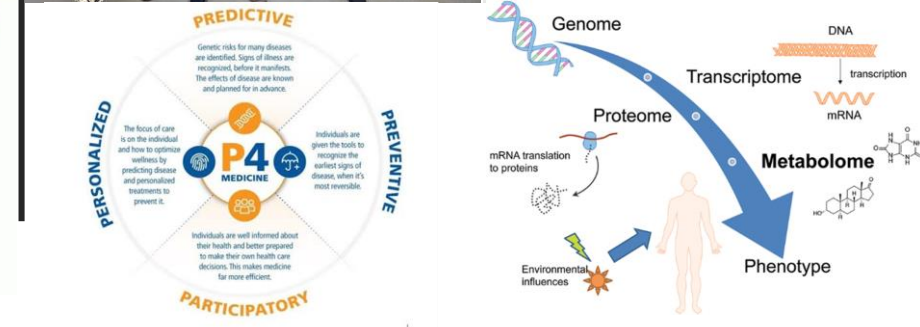 PREDICTIVE
Genetic risks for many diseases
are identified. Signs of illness are
recognized, before it manifests.
The effects of disease are known
and planned for in advance.
PERSONALIZED
The focus of care
is on the individual
and how to optimize
wellness by
predicting disease
and personalized
treatments to
prevent it.
P4
MEDICINE
Individuals are
given the tools to
recognize the
earliest signs of
disease, when it's
most reversible.
PREVENTIVE
Individuals are well informed about
their health and better prepared
to make their own health care
decisions. This makes medicine
far more efficient.
PARTICIPATORY
Genome
DNA
Transcriptome
transcription
mRNA
Proteome
mRNA translation
to proteins
Metabolome
Environmental
influences
Phenotype